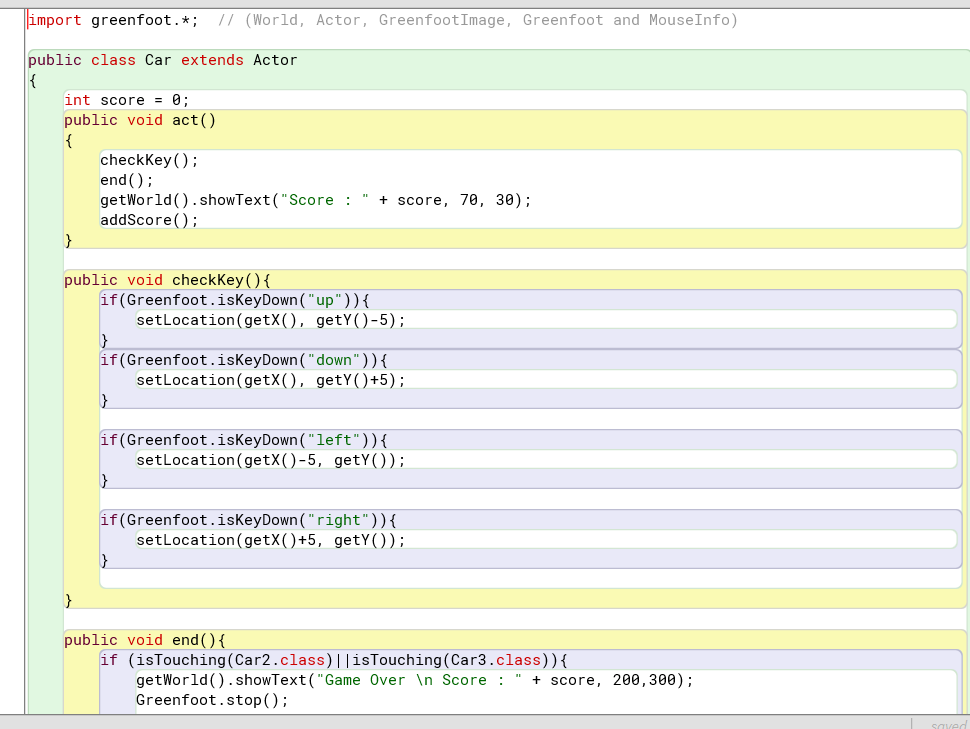 import greenfoot.*;  // (World, Actor, GreenfootImage, Greenfoot and MouseInfo)
public class Car extends Actor
{
    int score = 0;
    public void act()
    {
        checkKey();
        end();
        getWorld().showText("Score : " + score, 70, 30);
        addScore();
    }
    public void checkKey(){
        if(Greenfoot.isKeyDown("up")){
            setLocation(getX(), getY()-5);
        }
        if(Greenfoot.isKeyDown("down")){
            setLocation(getX(), getY()+5);
        }
        if(Greenfoot.isKeyDown("left")){
            setLocation(getX()-5, getY());
        }
        if(Greenfoot.isKeyDown("right")){
            setLocation(getX()+5, getY());
        }
    }
    public void end(){
        if (isTouching(Car2.class)||isTouching(Car3.class)){
            getWorld().showText("Game Over \n Score : " + score, 200,300);
            Greenfoot.stop();
saved